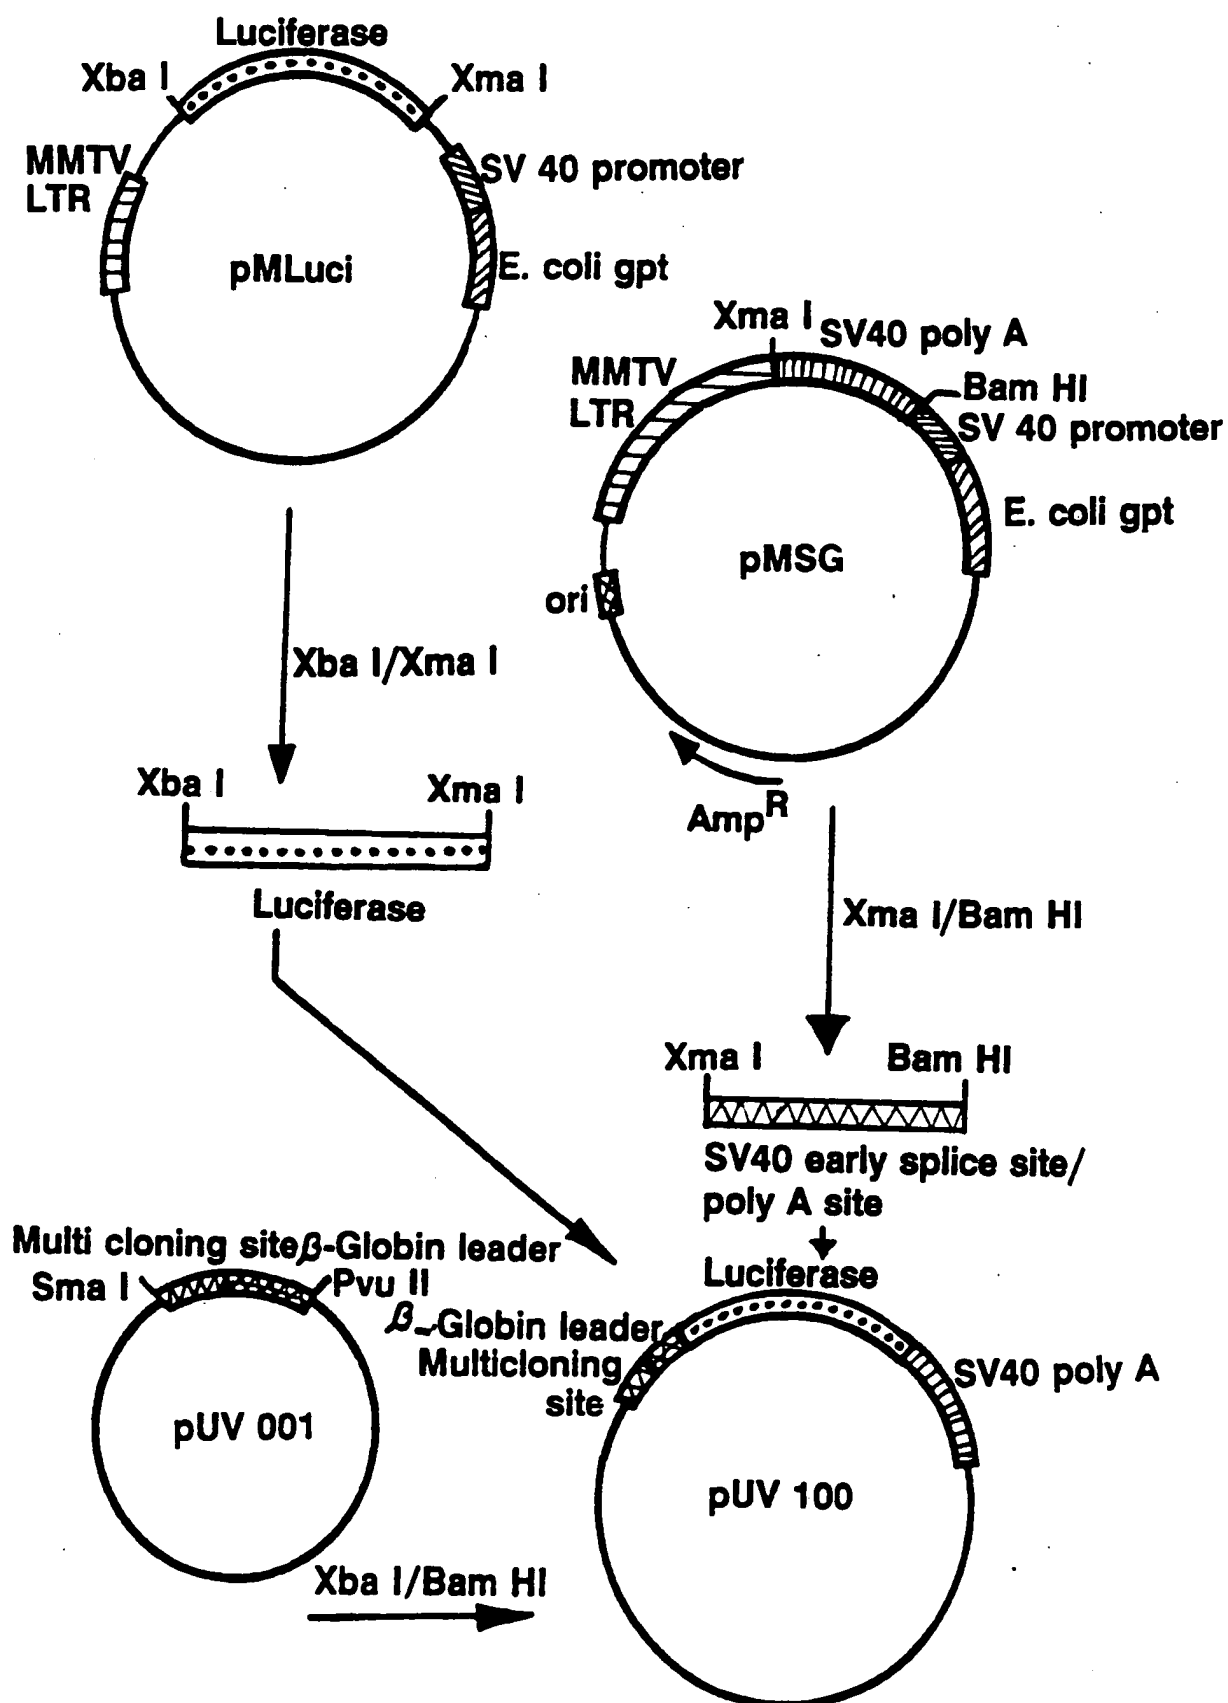 Luciferase
Xba I
Xma I
MMTV
LTR
SV 40 promoter
pMLuci
E. coli gpt
Xma I
SV40 poly A
MMTV
LTR
Bam HI
SV 40 promoter
E. coli gpt
pMSG
ori
Amp^R
Xba I/Xma I
Xba I
Xma I
Luciferase
Xma I/Bam HI
Xma I
Bam HI
SV40 early splice site/
poly A site
Multi cloning site β-Globin leader
Sma I
Pvu II
pUV 001
Xba I/Bam HI
Luciferase
β-Globin leader
Multicloning
site
SV40 poly A
pUV 100